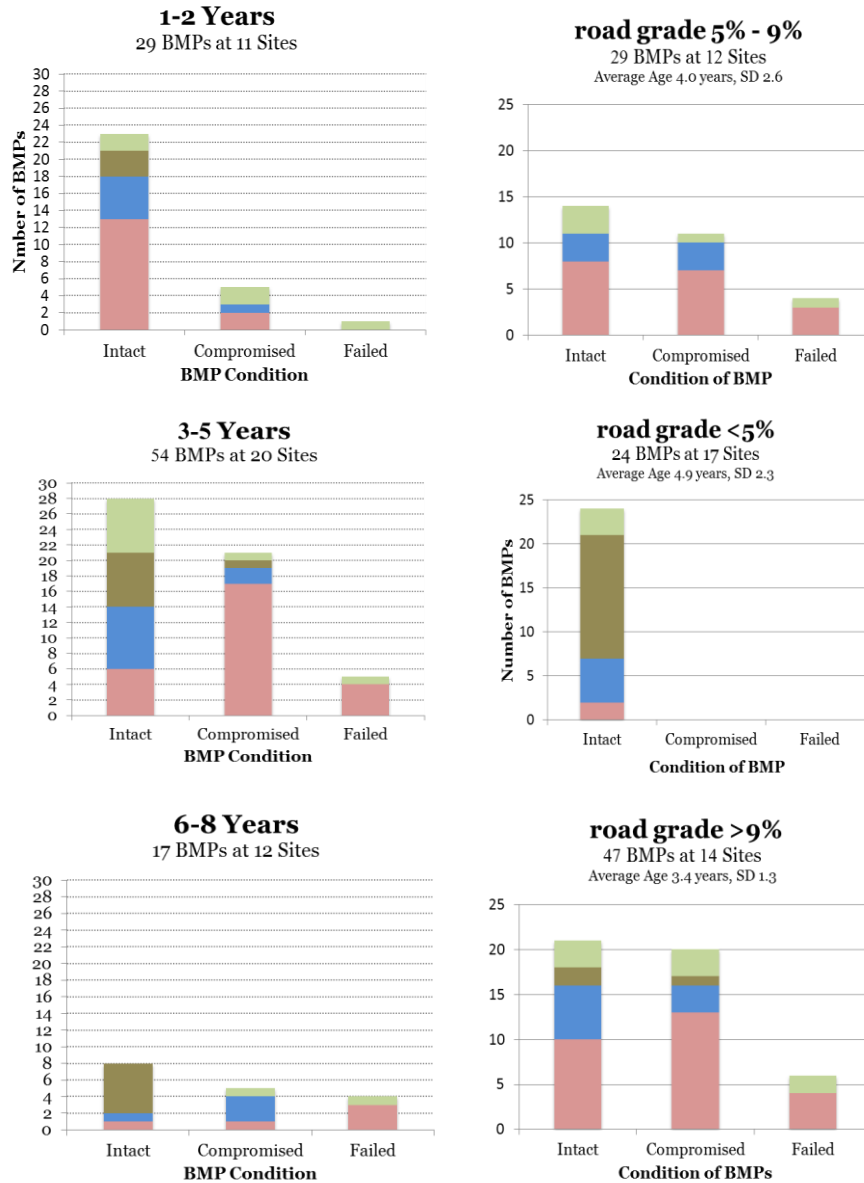 1-2 Years
29 BMPs at 11 Sites
30
28
26
24
22
20
18
16
14
12
10
8
6
4
2
0
Nmber of BMPs
Intact Compromised Failed
BMP Condition
road grade 5% - 9%
29 BMPs at 12 Sites
Average Age 4.0 years, SD 2.6
25
20
15
10
5
0
Intact Compromised Failed
Condition of BMP
3-5 Years
54 BMPs at 20 Sites
30
28
26
24
22
20
18
16
14
12
10
8
6
4
2
0
Intact Compromised Failed
BMP Condition
road grade <5%
24 BMPs at 17 Sites
Average Age 4.9 years, SD 2.3
25
20
15
10
5
0
Number of BMPs
Intact Compromised Failed
Condition of BMP
6-8 Years
17 BMPs at 12 Sites
30
28
26
24
22
20
18
16
14
12
10
8
6
4
2
0
Intact Compromised Failed
BMP Condition
road grade >9%
47 BMPs at 14 Sites
Average Age 3.4 years, SD 1.3
25
20
15
10
5
0
Intact Compromised Failed
Condition of BMPs